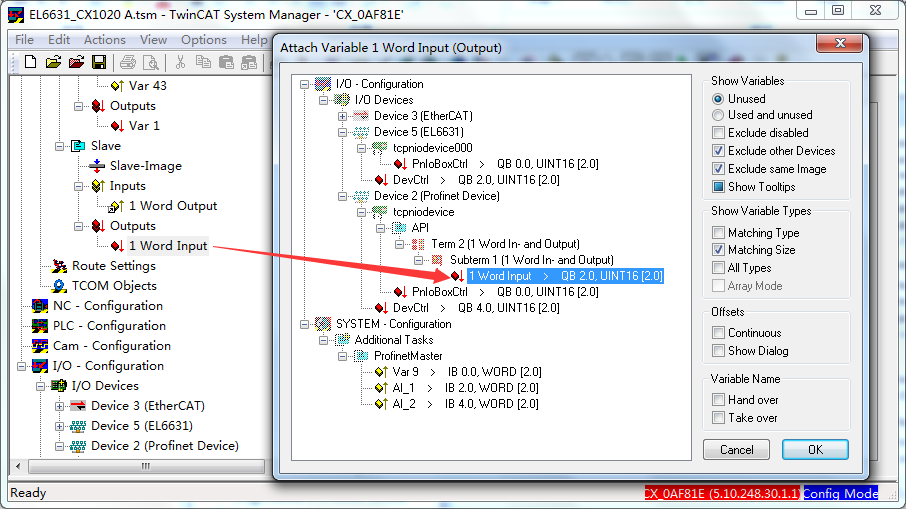 EL6631_CX1020 A.tsm - TwinCAT System Manager - 'CX_0AF81E'
File Edit Actions View Options Help
Var 43
Outputs
Var 1
Slave
Slave-Image
Inputs
1 Word Output
Outputs
1 Word Input
Route Settings
TCOM Objects
NC - Configuration
PLC - Configuration
Cam - Configuration
I/O - Configuration
I/O Devices
Device 3 (EtherCAT)
Device 5 (EL6631)
Device 2 (Profinet Device)
Ready
CX_0AF81E (5.10.248.30.1.1) Config Mode
Attach Variable 1 Word Input (Output)
I/O - Configuration
I/O Devices
Device 3 (EtherCAT)
Device 5 (EL6631)
tcpniodevice000
PnIoBoxCtrl > QB 0.0, UINT16 [2.0]
DevCtrl > QB 2.0, UINT16 [2.0]
Device 2 (Profinet Device)
tcpniodevice
API
Term 2 (1 Word In- and Output)
Subterm 1 (1 Word In- and Output)
1 Word Input > QB 2.0, UINT16 [2.0]
PnIoBoxCtrl > QB 0.0, UINT16 [2.0]
DevCtrl > QB 4.0, UINT16 [2.0]
SYSTEM - Configuration
Additional Tasks
ProfinetMaster
Var 9 > IB 0.0, WORD [2.0]
AI_1 > IB 2.0, WORD [2.0]
AI_2 > IB 4.0, WORD [2.0]
Show Variables
Unused
Used and unused
Exclude disabled
Exclude other Devices
Exclude same Image
Show Tooltips
Show Variable Types
Matching Type
Matching Size
All Types
Array Mode
Offsets
Continuous
Show Dialog
Variable Name
Hand over
Take over
Cancel OK